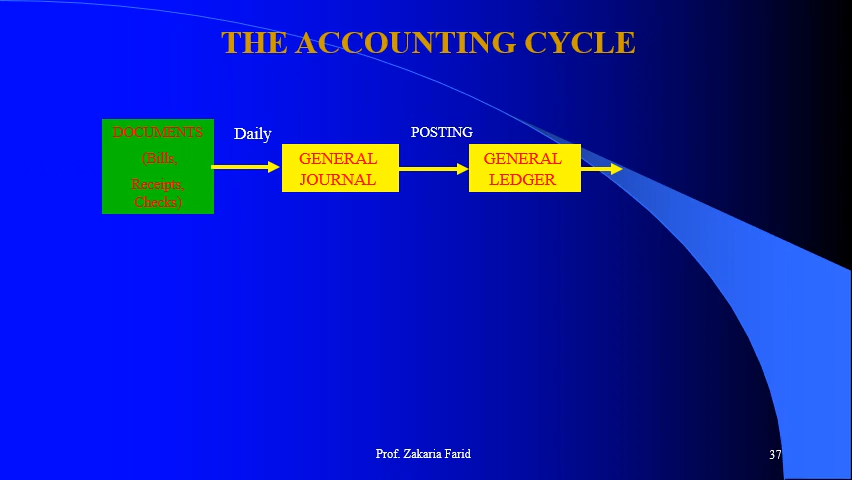 THE ACCOUNTING CYCLE
DOCUMENTS
(Bills,
Receipts,
Checks)
Daily
GENERAL
JOURNAL
POSTING
GENERAL
LEDGER
Prof. Zakaria Farid
37